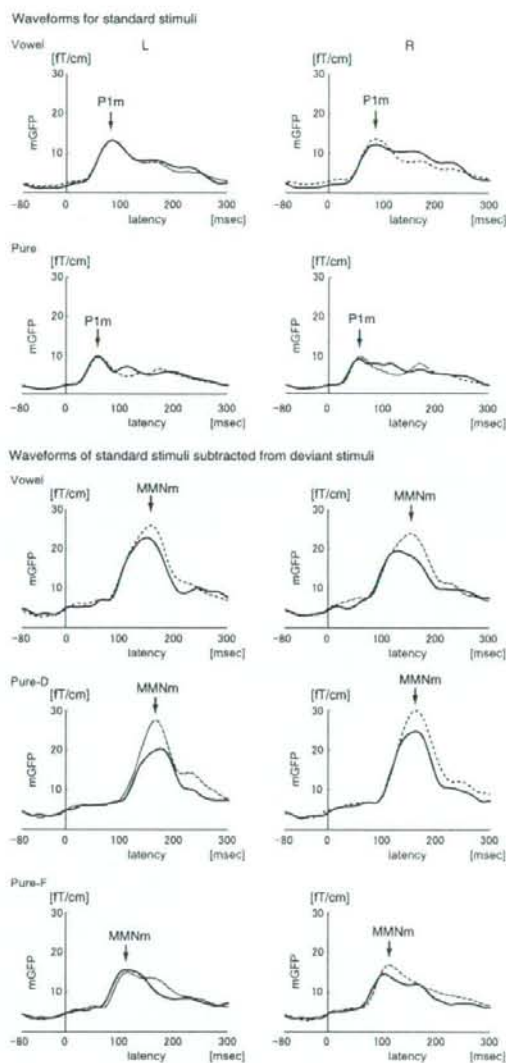 Waveforms for standard stimuli
Vowel L R
[fT/cm] [fT/cm]
30 30
P1m P1m
20 20
mGFP mGFP
10 10
-80 0 100 200 300 -80 0 100 200 300
latency [msec] latency [msec]
Pure
[fT/cm] [fT/cm]
30 30
20 20
P1m P1m
mGFP mGFP
10 10
-80 0 100 200 300 -80 0 100 200 300
latency [msec] latency [msec]
Waveforms of standard stimuli subtracted from deviant stimuli
Vowel
[fT/cm] MMNm [fT/cm] MMNm
30 30
20 20
mGFP mGFP
10 10
-80 0 100 200 300 -80 0 100 200 300
latency [msec] latency [msec]
Pure-D
[fT/cm] MMNm [fT/cm] MMNm
30 30
20 20
mGFP mGFP
10 10
-80 0 100 200 300 -80 0 100 200 300
latency [msec] latency [msec]
Pure-F
[fT/cm] [fT/cm]
30 30
MMNm MMNm
20 20
mGFP mGFP
10 10
-80 0 100 200 300 -80 0 100 200 300
latency [msec] latency [msec]